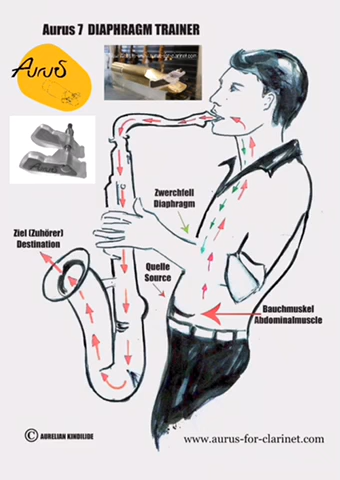 Aurus 7 DIAPHRAGM TRAINER
Aurus
Zwerchfell
Diaphragm
Ziel (Zuhörer)
Destination
Quelle
Source
Bauchmuskel
Abdominalmuscle
© AURELIAN KINDILIDE
www.aurus-for-clarinet.com